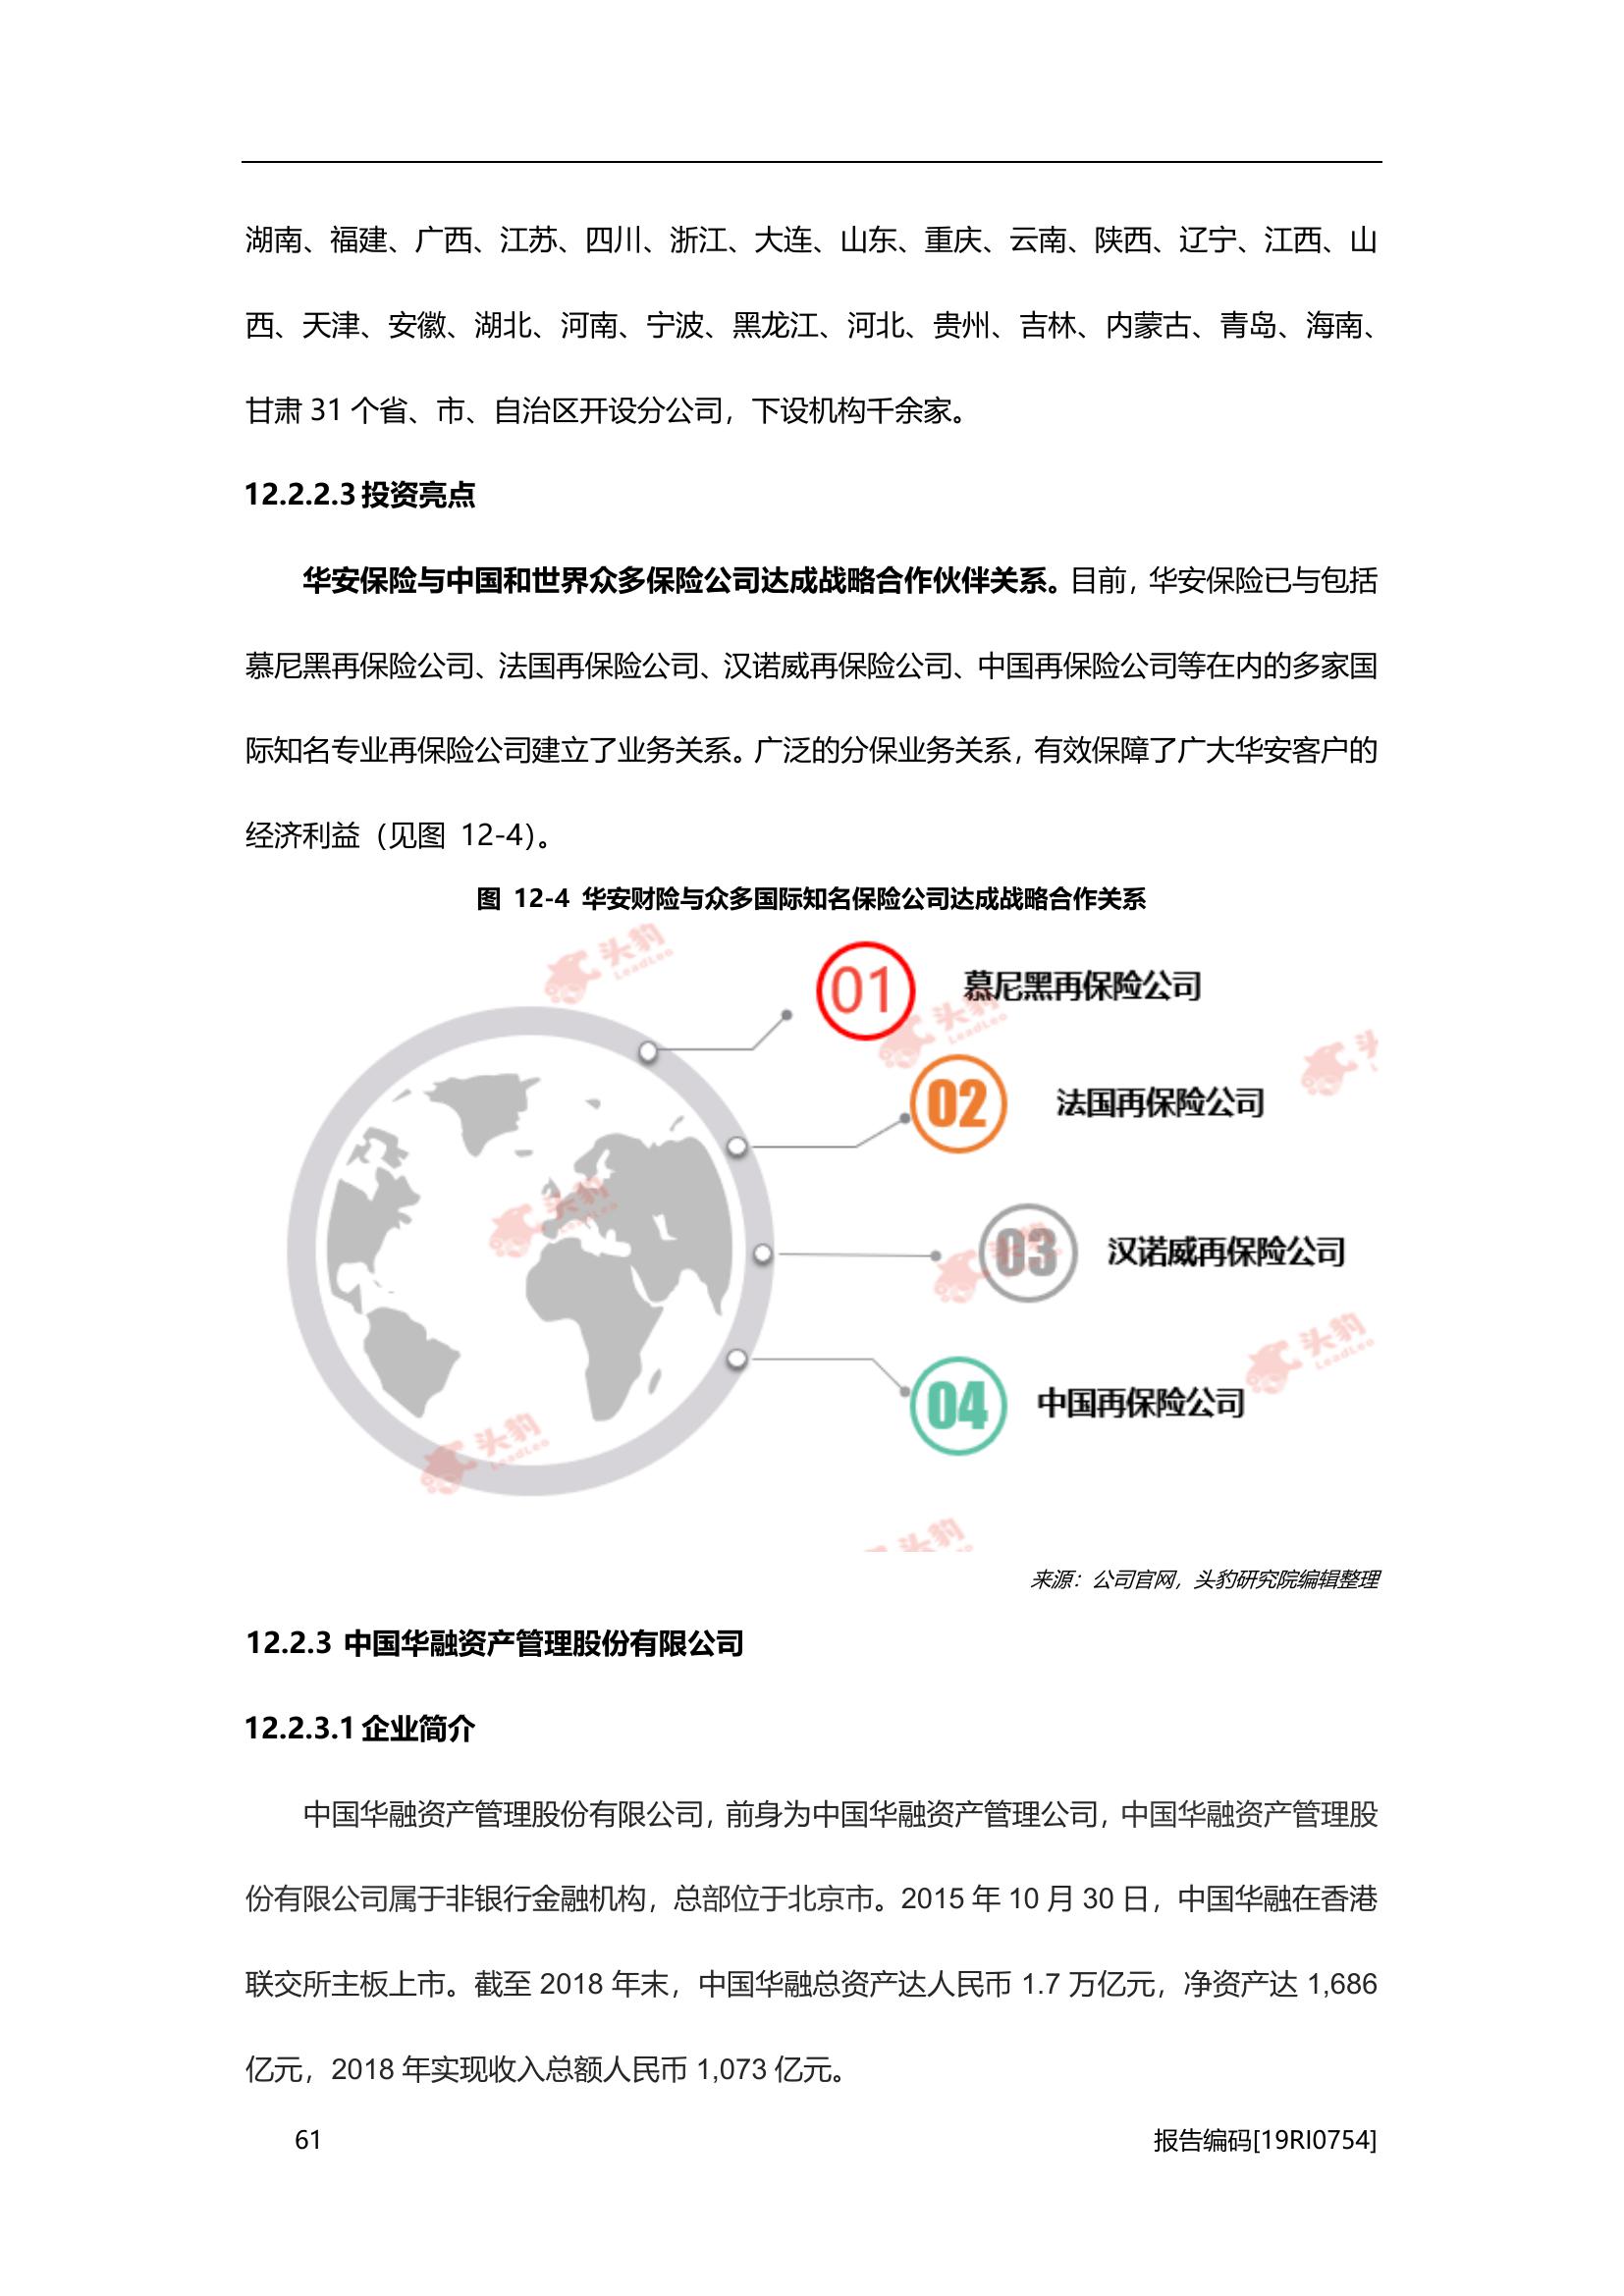 湖南、福建、广西、江苏、四川、浙江、大连、山东、重庆、云南、陕西、辽宁、江西、山
西、天津、安徽、湖北、河南、宁波、黑龙江、河北、贵州、吉林、内蒙古、青岛、海南、
甘肃 31 个省、市、自治区开设分公司，下设机构千余家。
12.2.2.3 投资亮点
华安保险与中国和世界众多保险公司达成战略合作伙伴关系。目前，华安保险已与包括
慕尼黑再保险公司、法国再保险公司、汉诺威再保险公司、中国再保险公司等在内的多家国
际知名专业再保险公司建立了业务关系。广泛的分保业务关系，有效保障了广大华安客户的
经济利益（见图 12-4）。
图 12-4 华安财险与众多国际知名保险公司达成战略合作关系
头豹
LeadLeo
01 慕尼黑再保险公司
头豹
LeadLeo
02 法国再保险公司
头豹
LeadLeo
03 汉诺威再保险公司
头豹
LeadLeo
04 中国再保险公司
头豹
LeadLeo
头豹
来源：公司官网，头豹研究院编辑整理
12.2.3 中国华融资产管理股份有限公司
12.2.3.1 企业简介
中国华融资产管理股份有限公司，前身为中国华融资产管理公司，中国华融资产管理股
份有限公司属于非银行金融机构，总部位于北京市。2015 年 10 月 30 日，中国华融在香港
联交所主板上市。截至 2018 年末，中国华融总资产达人民币 1.7 万亿元，净资产达 1,686
亿元，2018 年实现收入总额人民币 1,073 亿元。
61 报告编码[19RI0754]